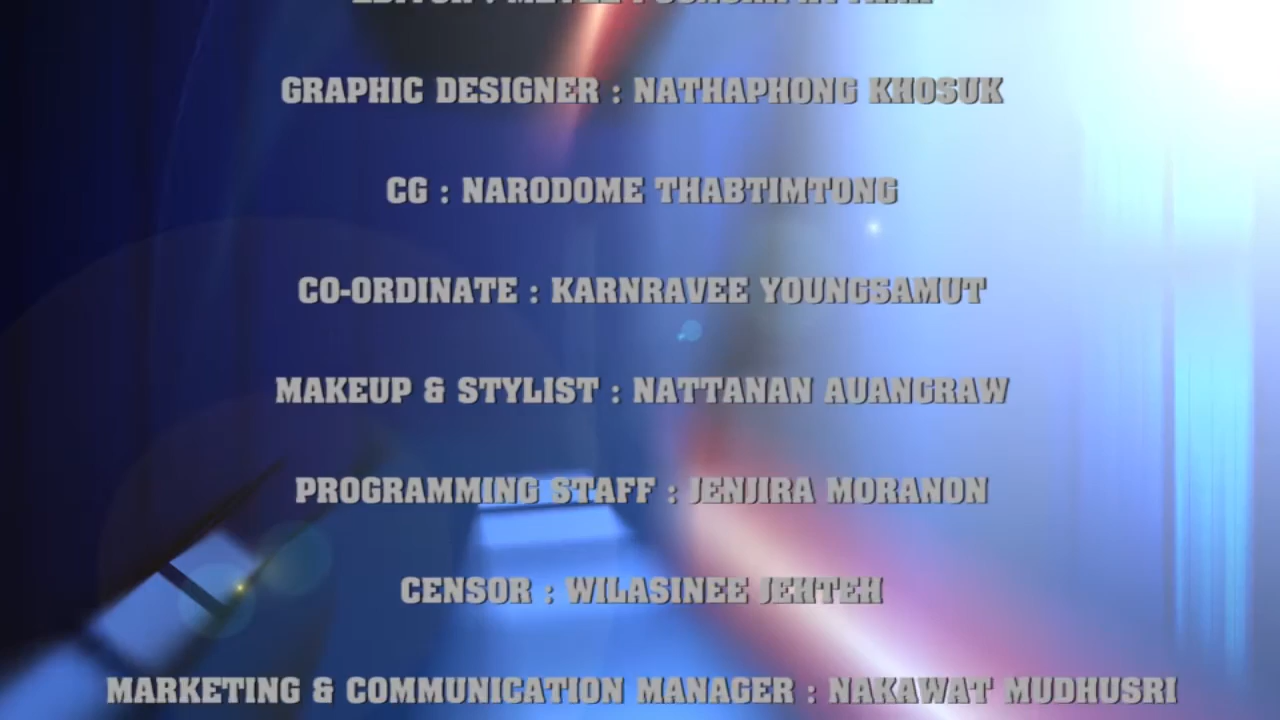 EDITOR :
GRAPHIC DESIGNER : NATHAPHONG KHOSUK
CG : NARODOME THABTIMTONG
CO-ORDINATE : KARNRAVEE YOUNGSAMUT
MAKEUP & STYLIST : NATTANAN AUANGRAW
PROGRAMMING STAFF : JENJIRA MORANON
CENSOR : WILASINEE JEHTEH
MARKETING & COMMUNICATION MANAGER : NAKAWAT MUDHUSRI